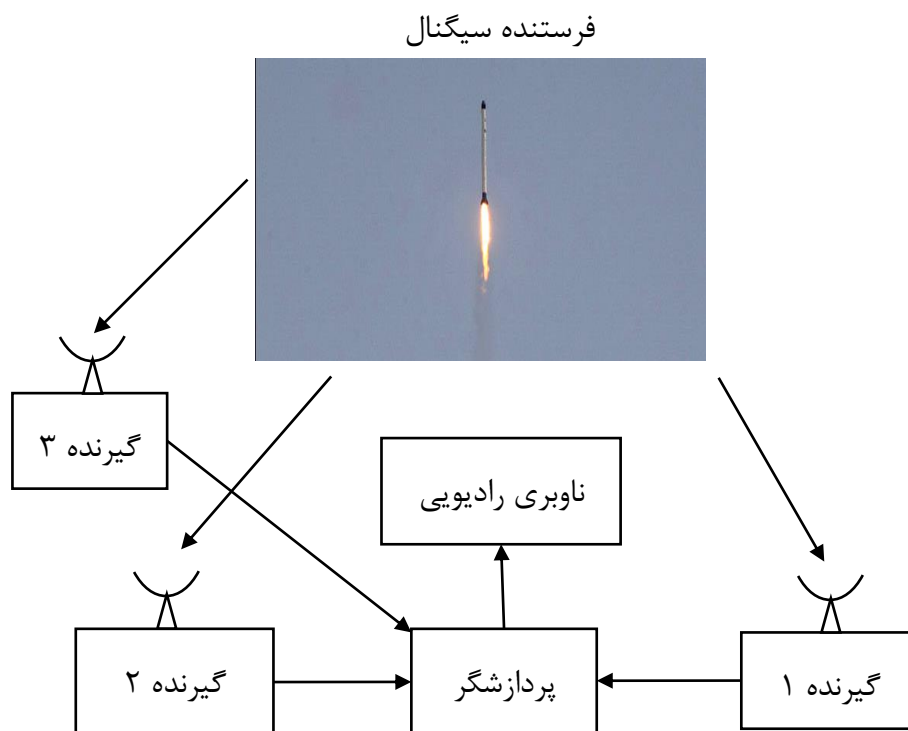 فرستنده سیگنال
گیرنده ۳
ناوبری رادیویی
گیرنده ۲
پردازشگر
گیرنده ۱